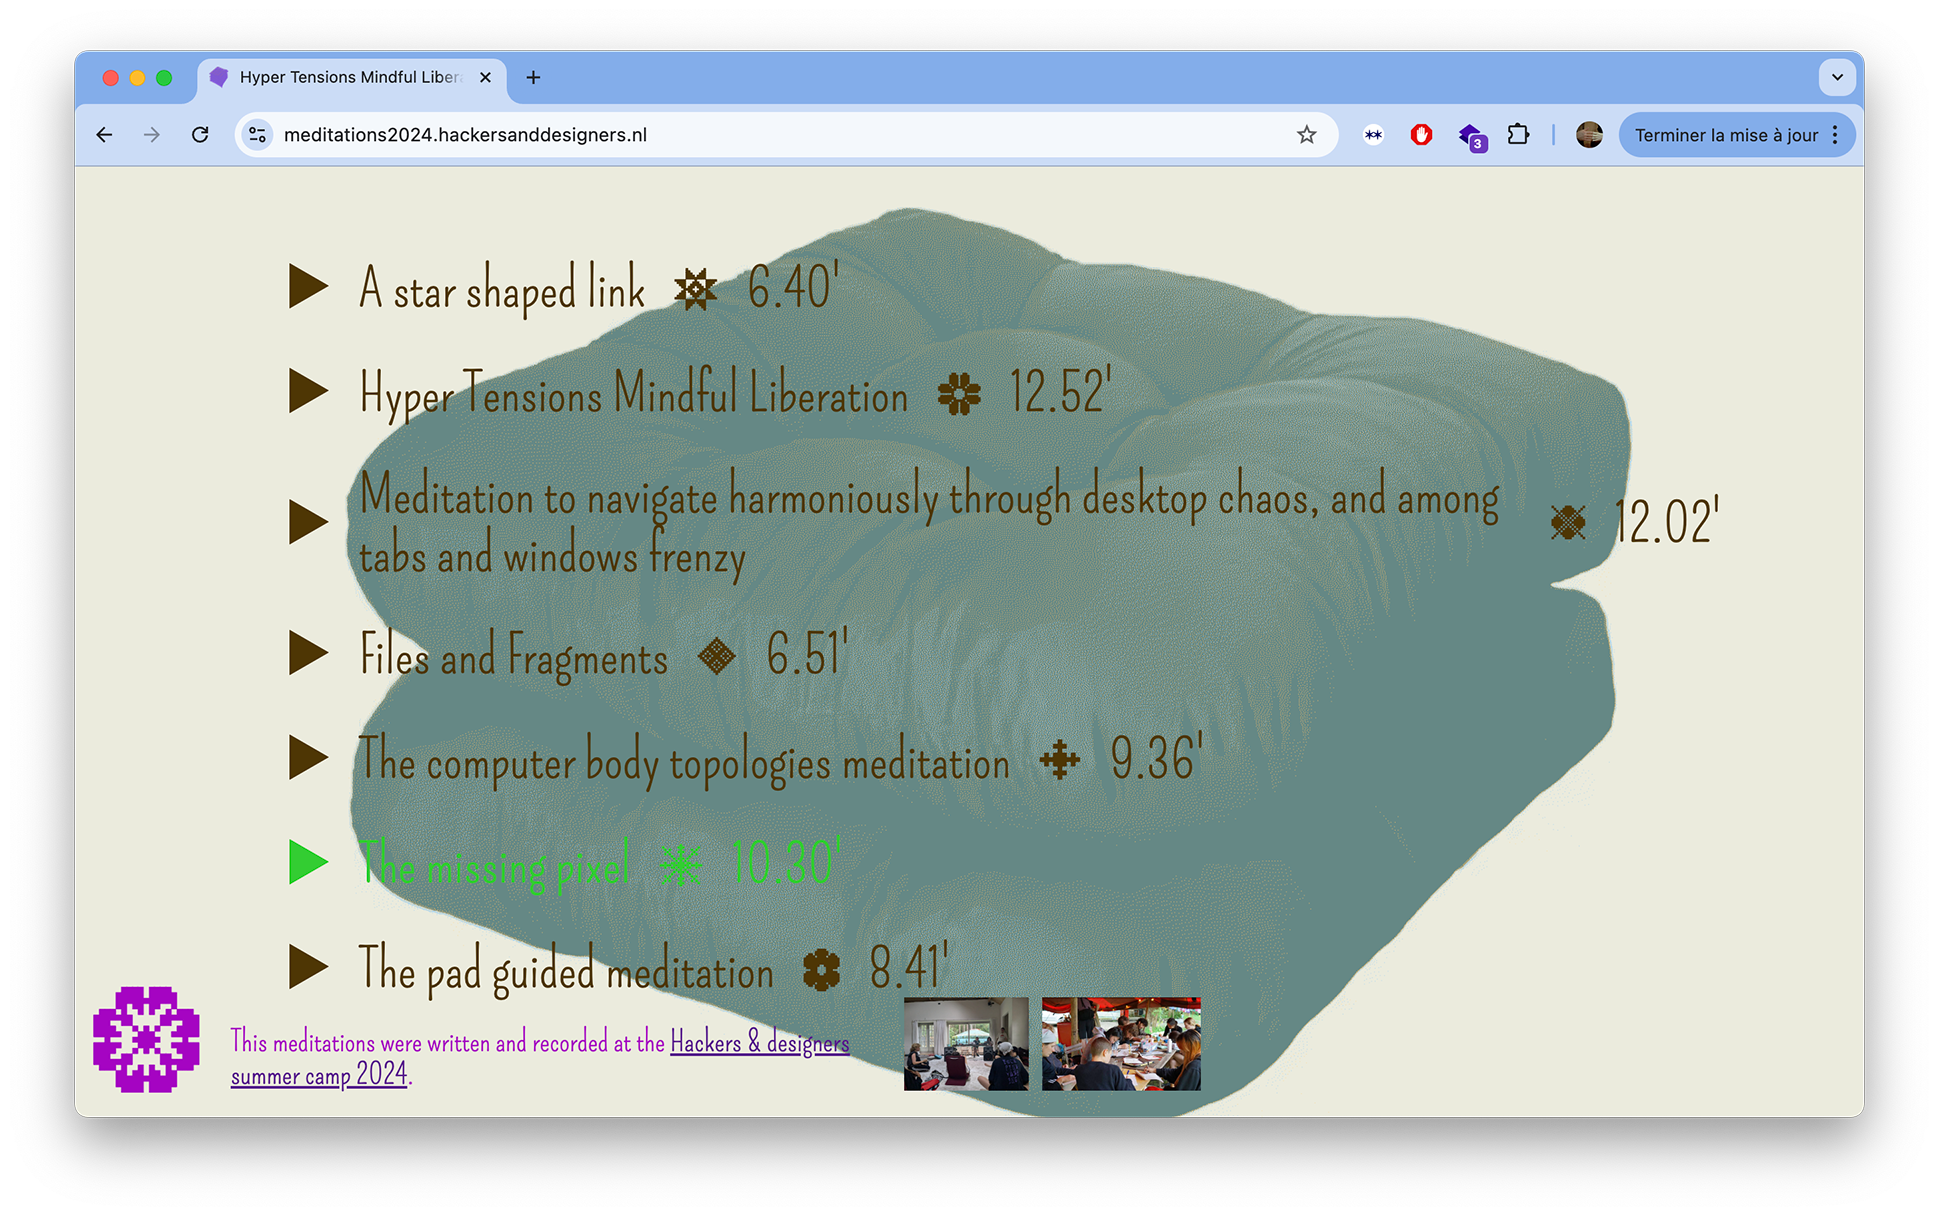 Hyper Tensions Mindful Liber
meditations2024.hackersanddesigners.nl
3
Terminer la mise à jour
A star shaped link 6.40'
Hyper Tensions Mindful Liberation 12.52'
Meditation to navigate harmoniously through desktop chaos, and among
tabs and windows frenzy
12.02'
Files and Fragments 6.51'
The computer body topologies meditation 9.36'
The missing pixel 10.30'
The pad guided meditation 8.41'
This meditations were written and recorded at the Hackers & designers
summer camp 2024.